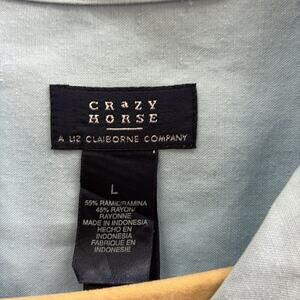 CRaZY
HORSE
A LIZ CLAIBORNE COMPANY
L
55% RAMIE/RAMINA
45% RAYON/
RAYONNE
MADE IN INDONESIA
HECHO EN
INDONESIA
FABRIQUE EN
INDONESIE